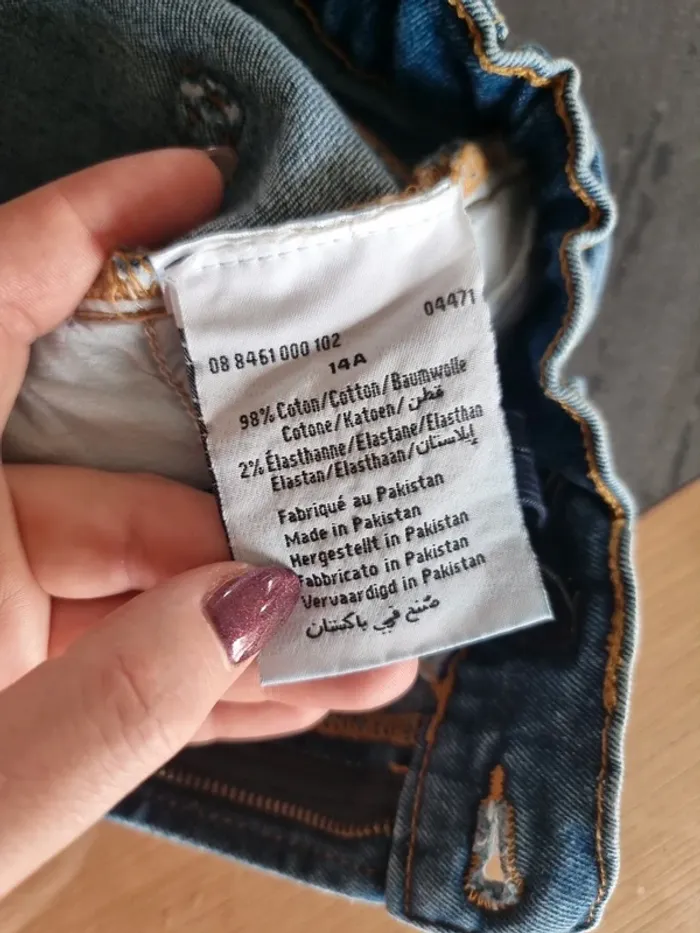 04471
08 8461 000 102
14A
98% Coton/Cotton/Baumwolle
Cotone/Katoen/قطن
2% Élasthanne/Elastane/Elasthan
Elastan/Elasthaan/إيلاستان
Fabriqué au Pakistan
Made in Pakistan
Hergestellt in Pakistan
Fabbricato in Pakistan
Vervaardigd in Pakistan
صُنع في باكستان